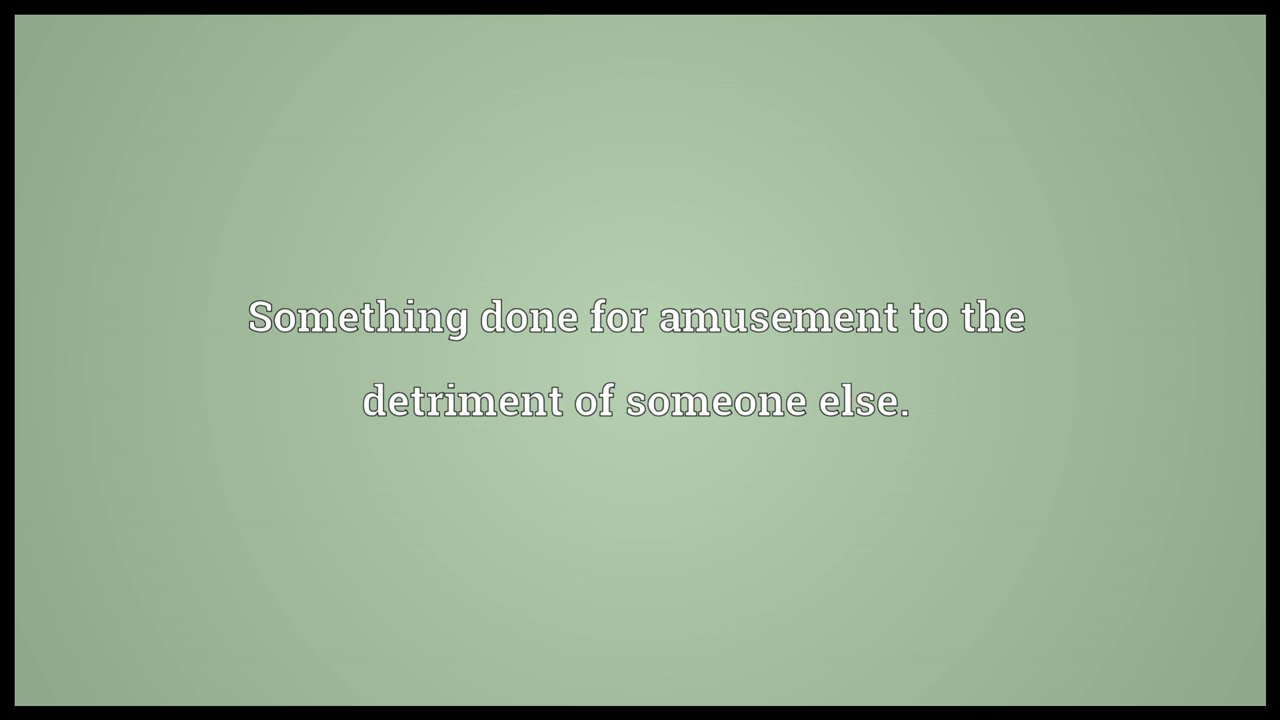 Something done for amusement to the
detriment of someone else.